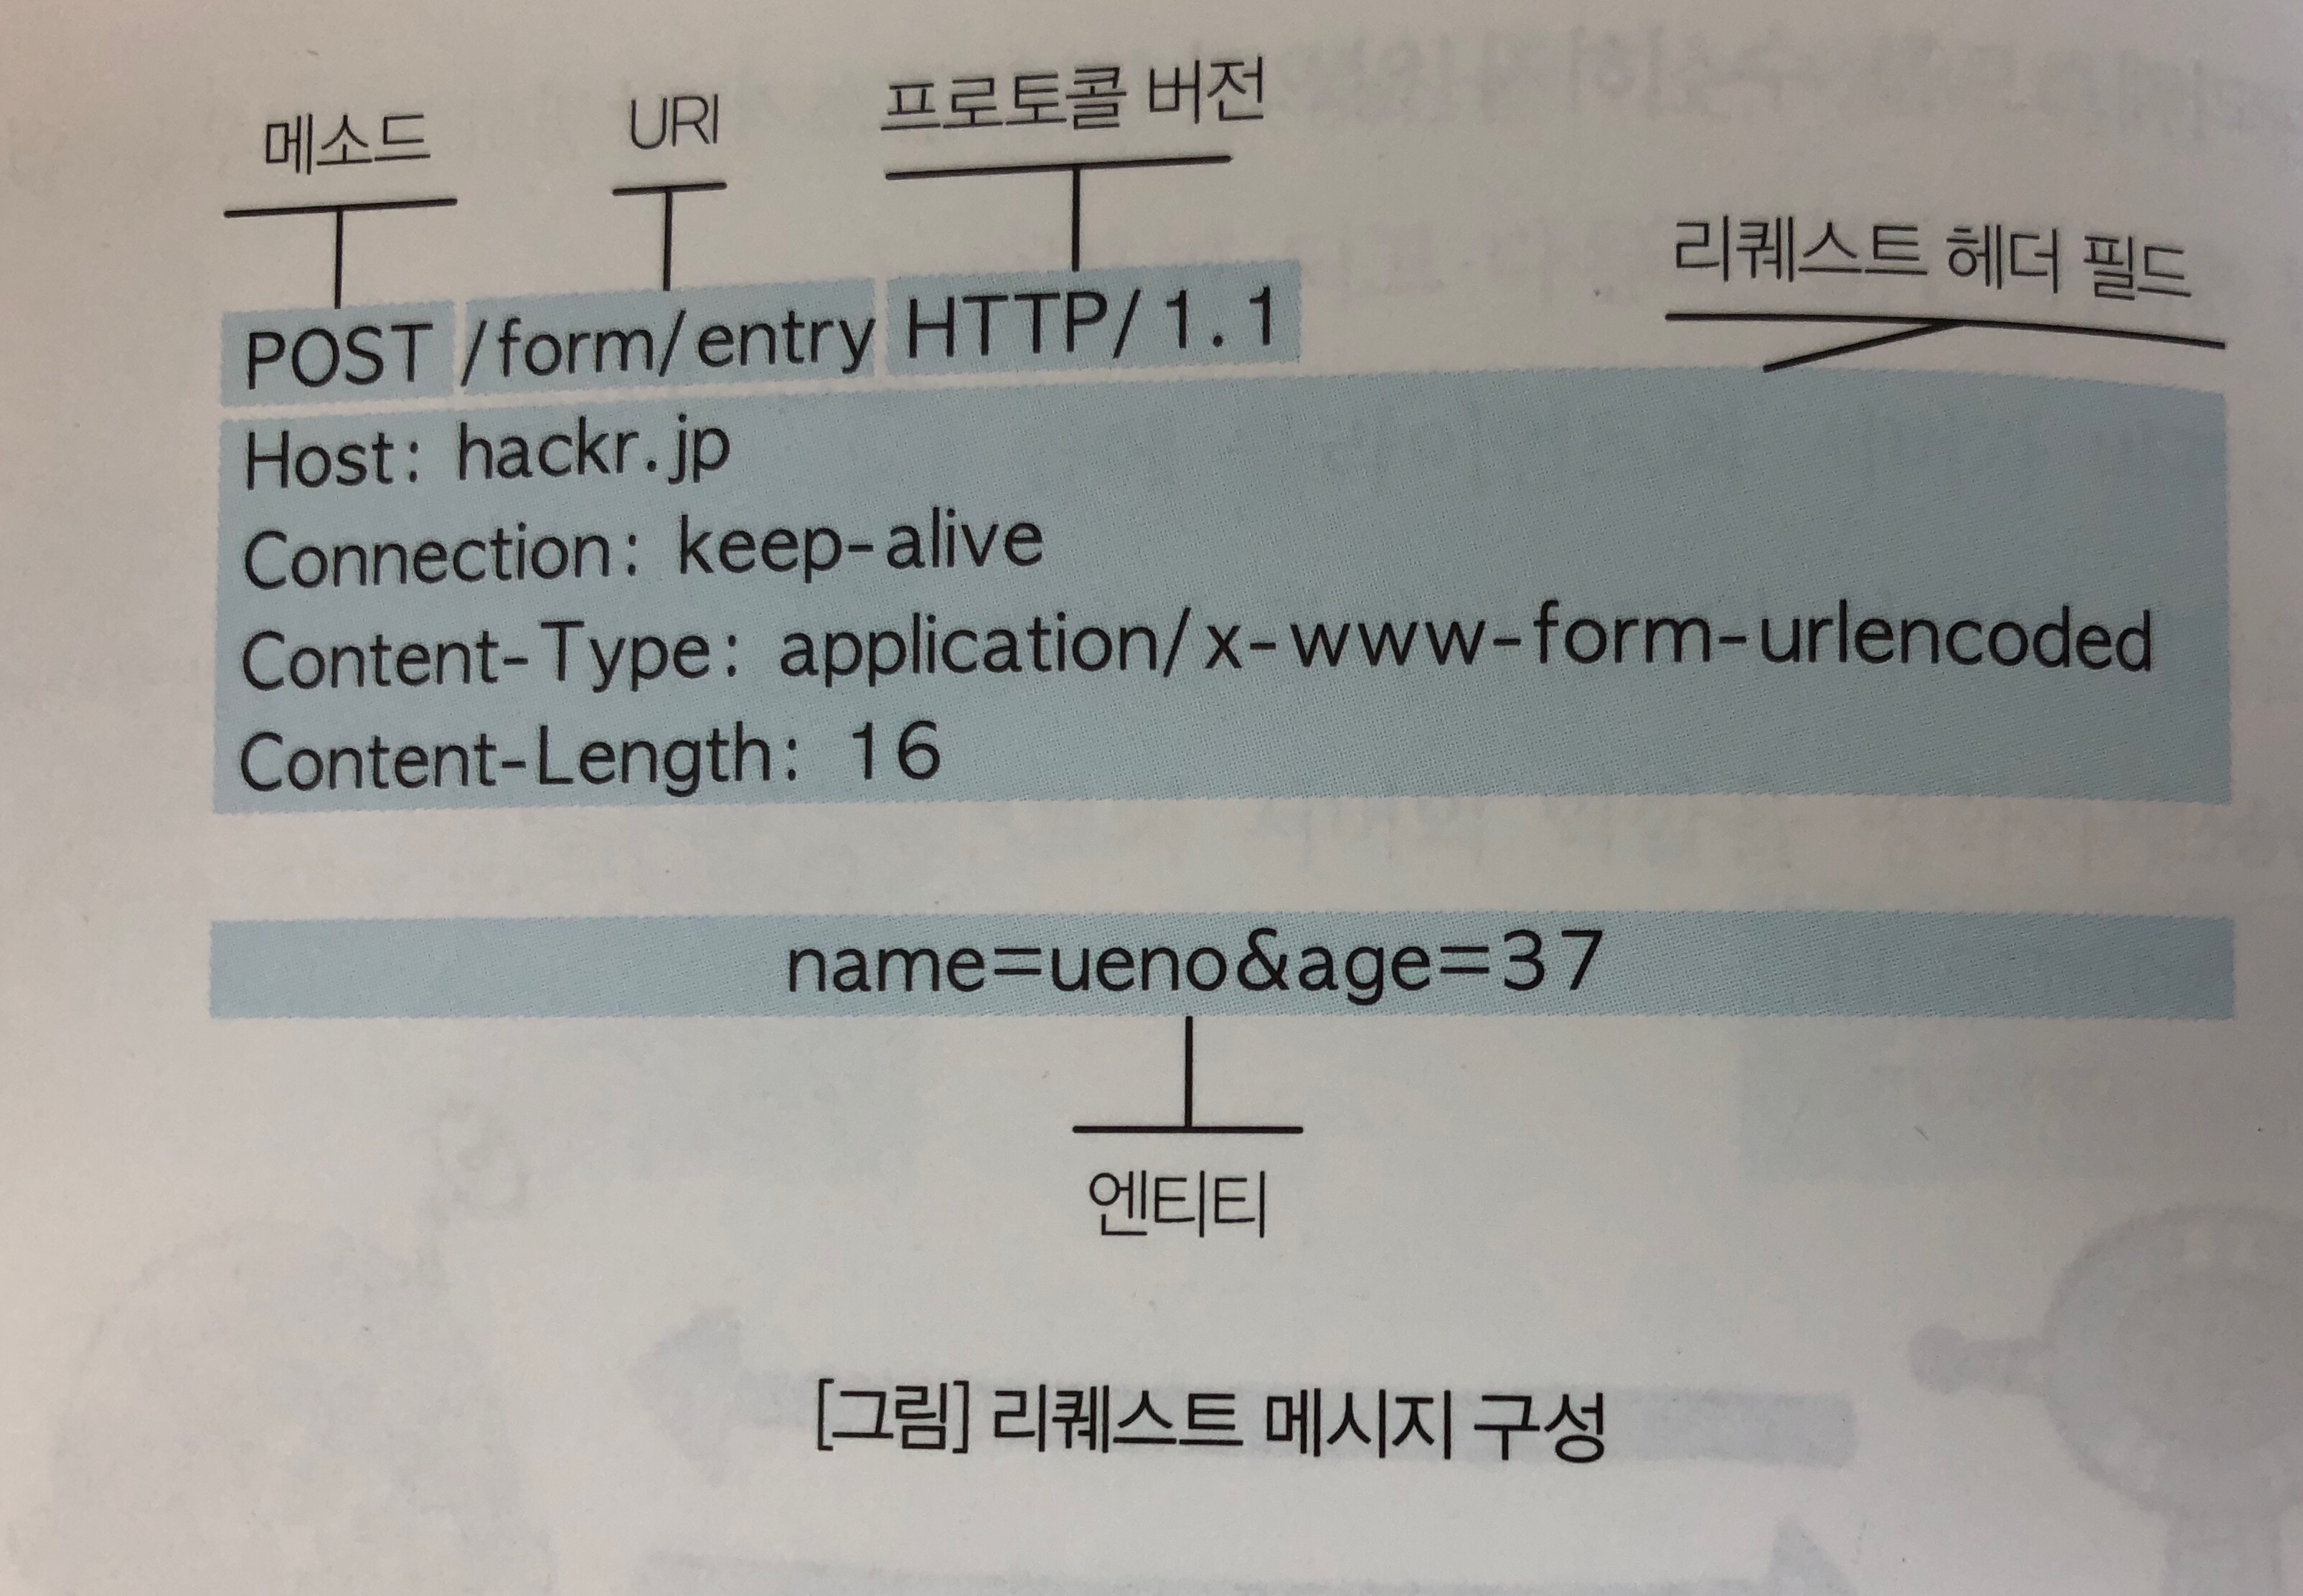 메소드 URI 프로토콜 버전
리퀘스트 헤더 필드
POST /form/entry HTTP/1.1
Host: hackr.jp
Connection: keep-alive
Content-Type: application/x-www-form-urlencoded
Content-Length: 16
name=ueno&age=37
엔티티
[그림] 리퀘스트 메시지 구성